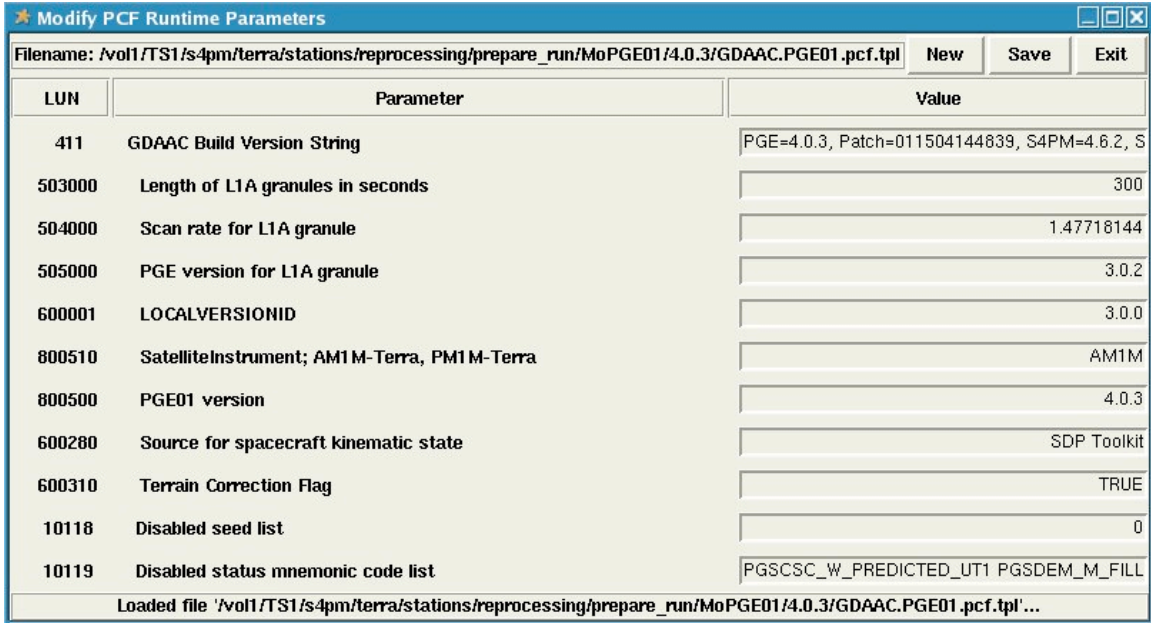 Modify PCF Runtime Parameters
Filename: /vol1/TS1/s4pm/terra/stations/reprocessing/prepare_run/MoPGE01/4.0.3/GDAAC.PGE01.pcf.tpl New Save Exit
LUN Parameter Value
411 GDAAC Build Version String PGE=4.0.3, Patch=011504144839, S4PM=4.6.2, S
503000 Length of L1A granules in seconds 300
504000 Scan rate for L1A granule 1.47718144
505000 PGE version for L1A granule 3.0.2
600001 LOCALVERSIONID 3.0.0
800510 SatelliteInstrument; AM1M-Terra, PM1M-Terra AM1M
800500 PGE01 version 4.0.3
600280 Source for spacecraft kinematic state SDP Toolkit
600310 Terrain Correction Flag TRUE
10118 Disabled seed list 0
10119 Disabled status mnemonic code list PGSCSC_W_PREDICTED_UT1 PGSDEM_M_FILL
Loaded file '/vol1/TS1/s4pm/terra/stations/reprocessing/prepare_run/MoPGE01/4.0.3/GDAAC.PGE01.pcf.tpl'...